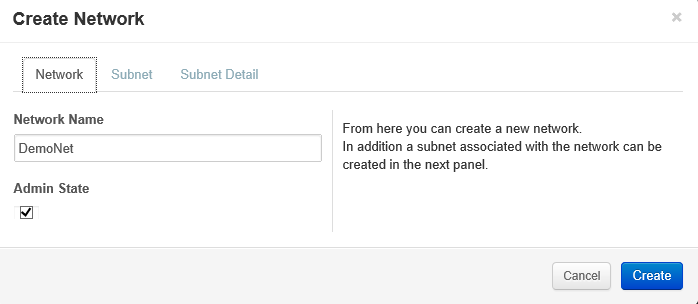 Create Network
×
Network Subnet Subnet Detail
Network Name
DemoNet
Admin State
From here you can create a new network.
In addition a subnet associated with the network can be
created in the next panel.
Cancel Create